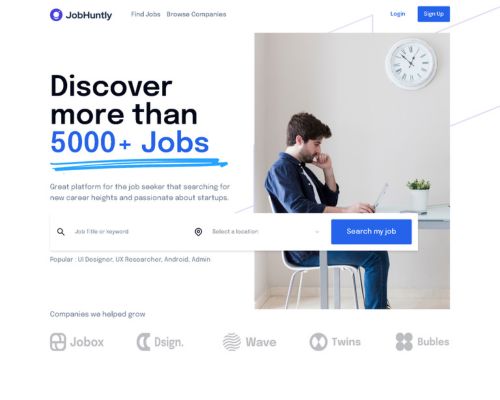 JobHuntly
Find Jobs Browse Companies
Login
Sign Up
Discover
more than
5000+ Jobs
Great platform for the job seeker that searching for
new career heights and passionate about startups.
Job Title or keyword
Select a location
Search my job
Popular : UI Designer, UX Researcher, Android, Admin
Companies we helped grow
Jobox
Dsign.
Wave
Twins
Bubles